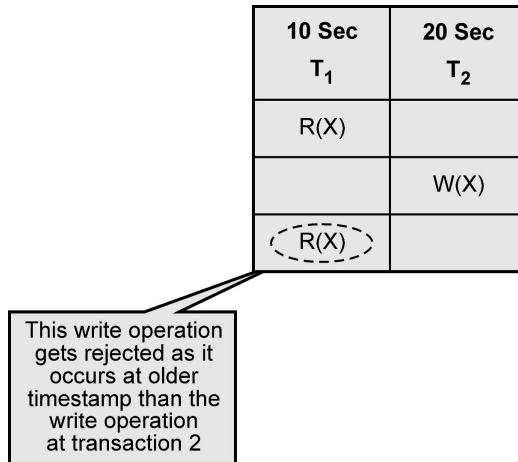 10 Sec 20 Sec
T1 T2
R(X)
W(X)
R(X)
This write operation
gets rejected as it
occurs at older
timestamp than the
write operation
at transaction 2